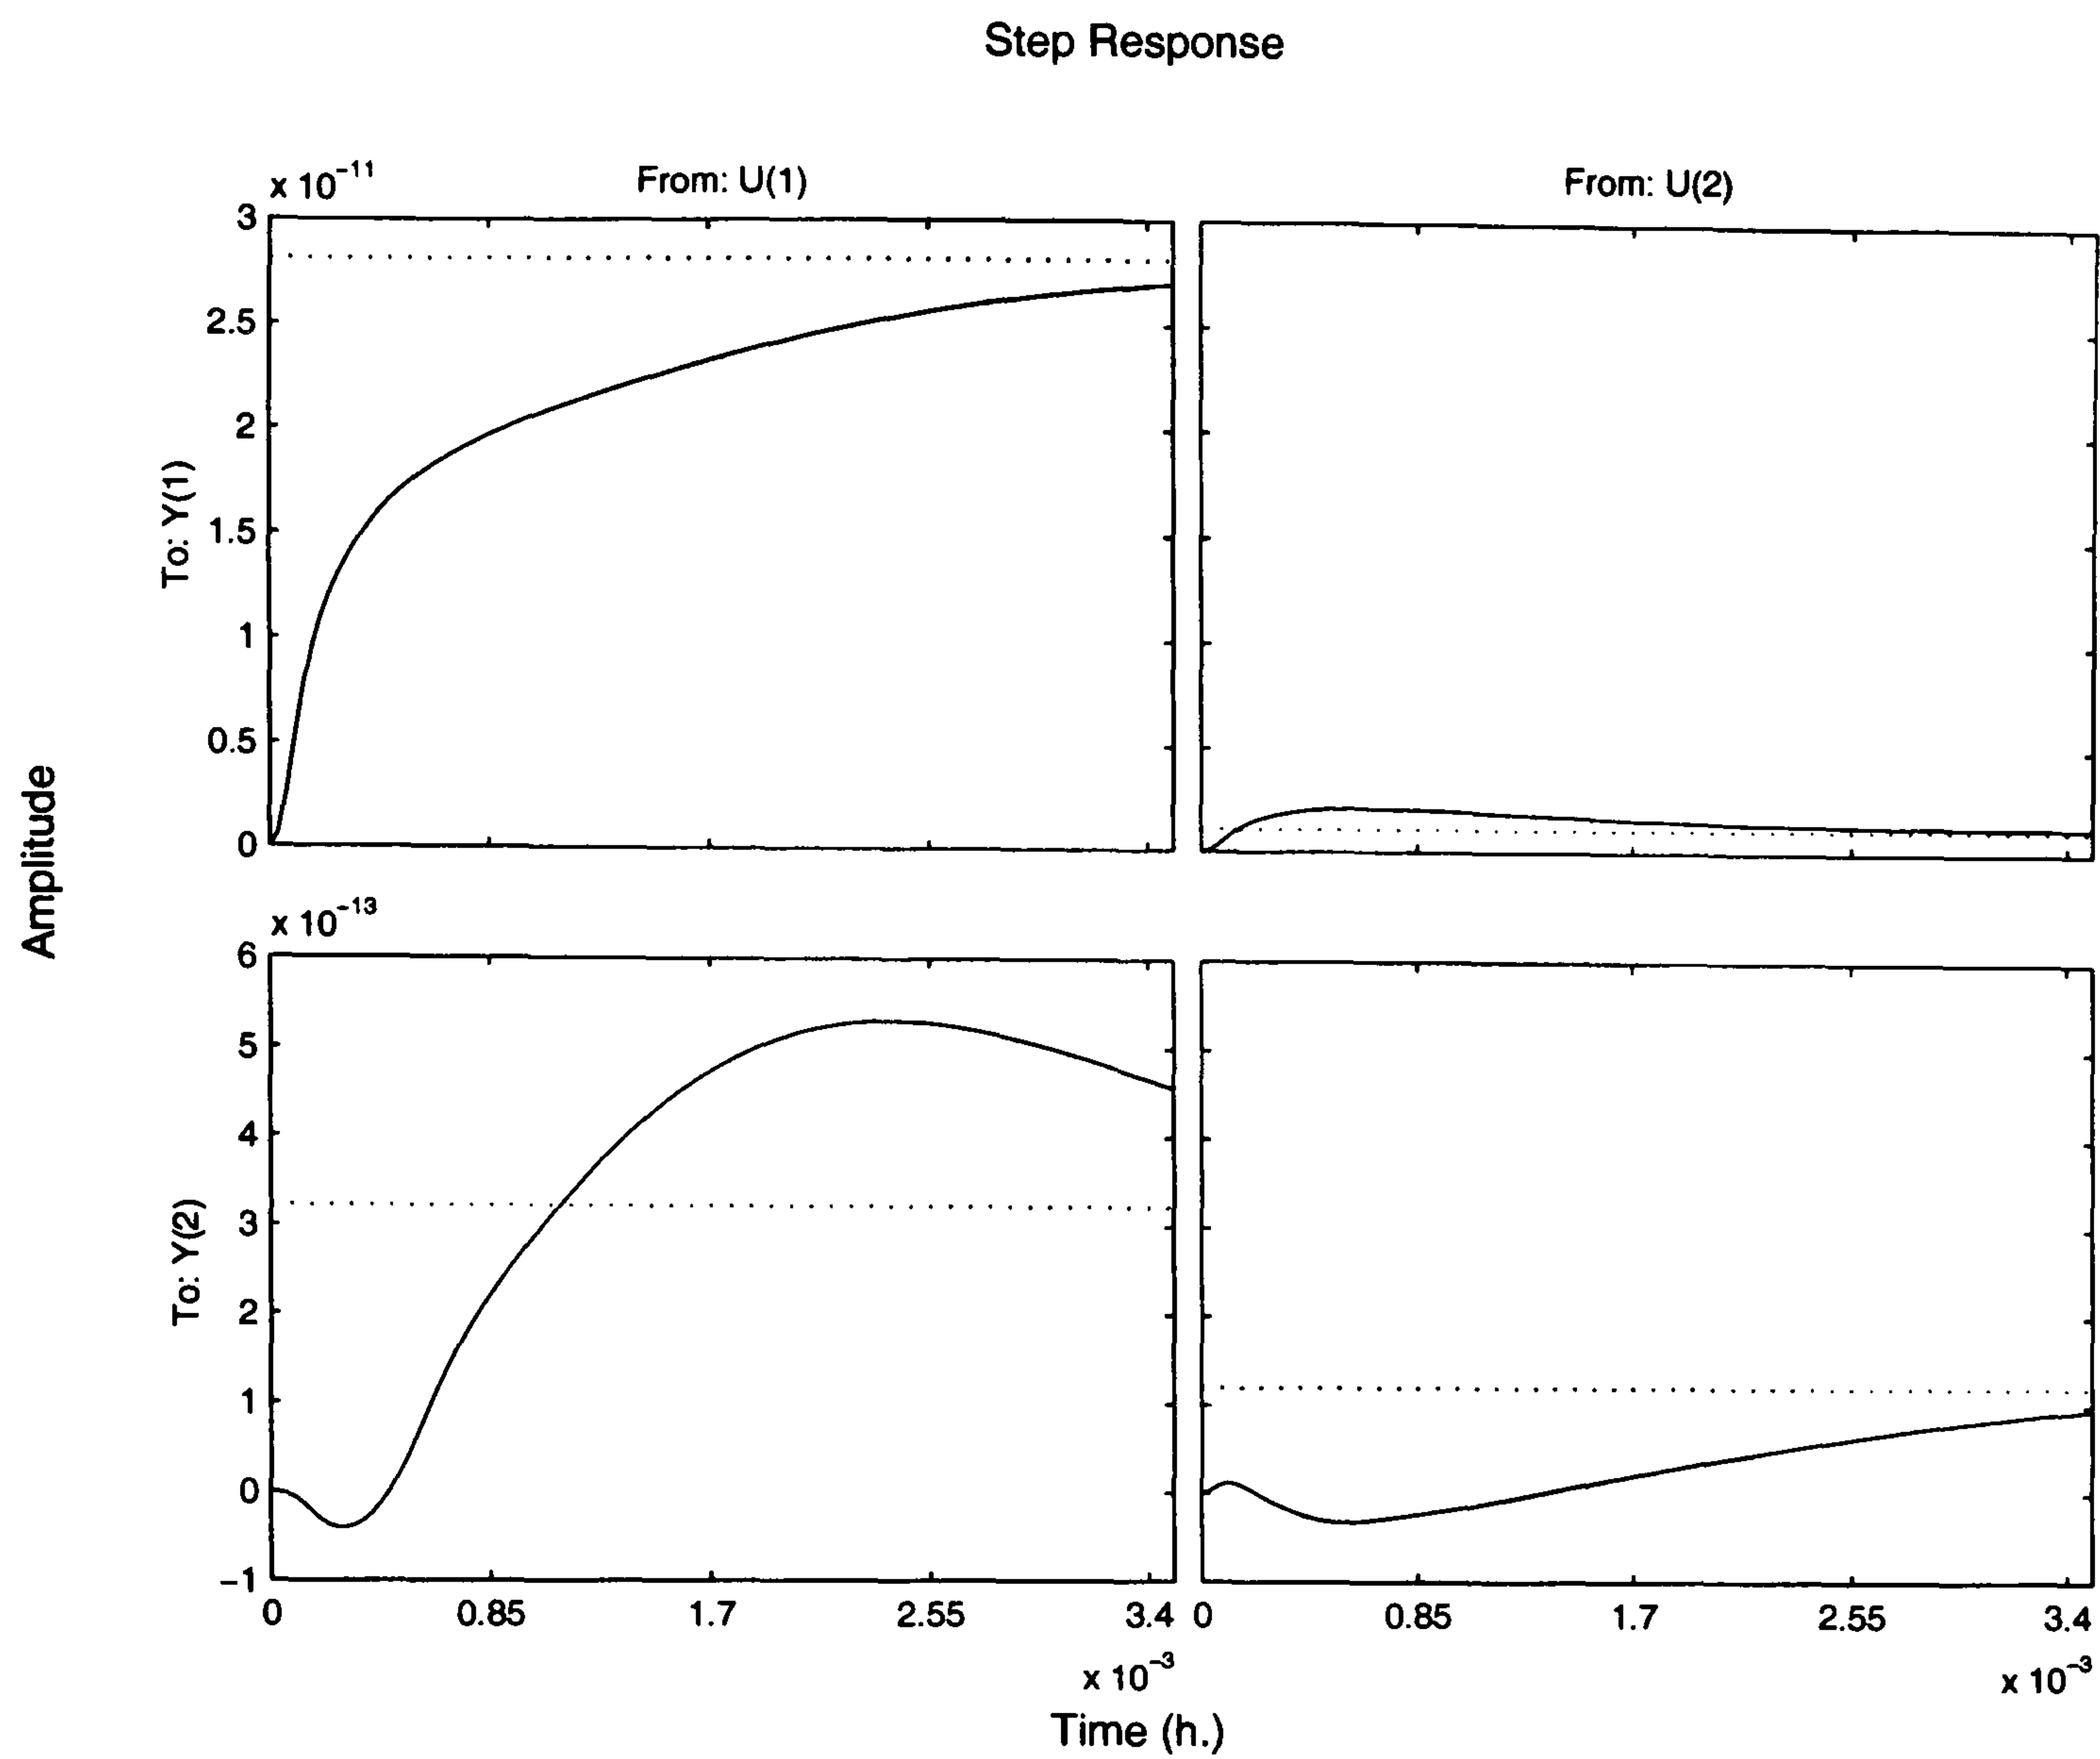 Step Response
x 10^-11
From: U(1)
From: U(2)
3
2.5
2
1.5
1
0.5
0
To: Y(1)
Amplitude
x 10^-13
6
5
4
3
2
1
0
-1
To: Y(2)
0 0.85 1.7 2.55 3.4 0 0.85 1.7 2.55 3.4
x 10^-3 x 10^-3
Time (h.)